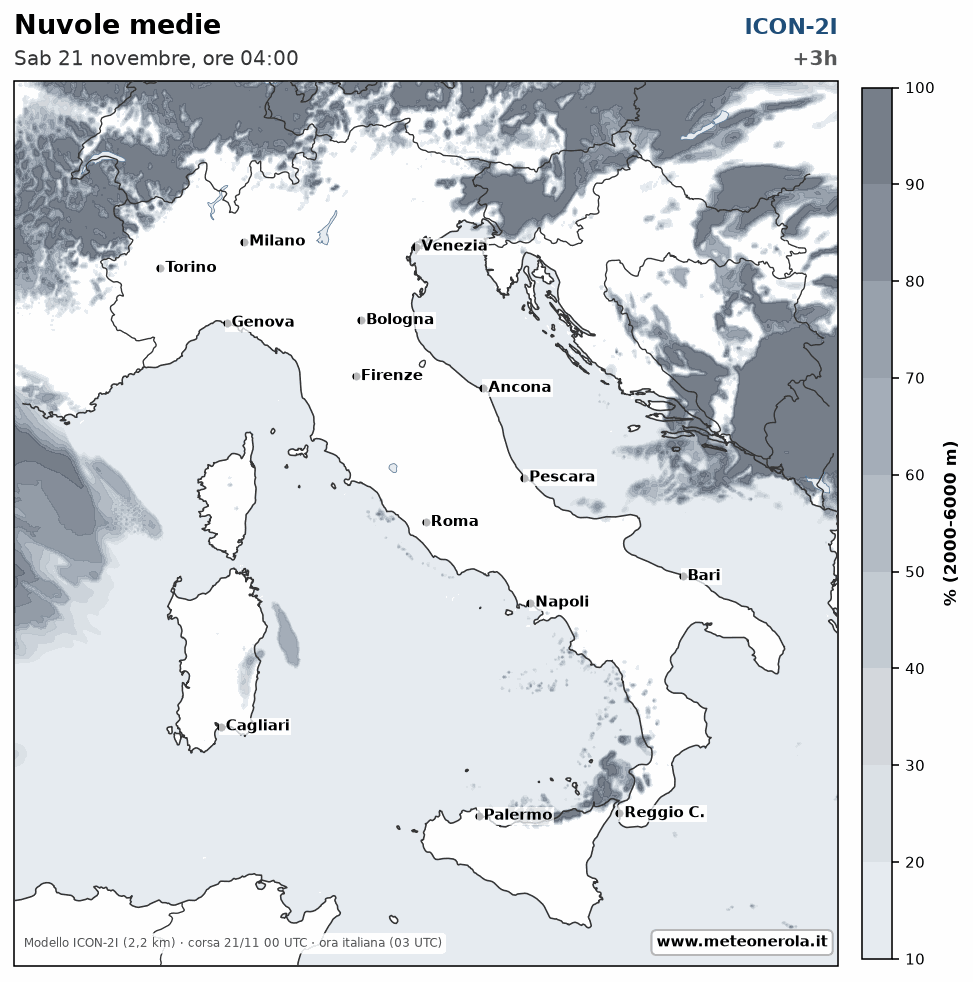 Nuvole medie
ICON-2I
Sab 21 novembre, ore 04:00
+3h
100
90
80
70
60
50
40
30
20
10
% (2000-6000 m)
Milano
Venezia
Torino
Genova
Bologna
Firenze
Ancona
Pescara
Roma
Bari
Napoli
Cagliari
Palermo
Reggio C.
Modello ICON-2I (2,2 km) · corsa 21/11 00 UTC · ora italiana (03 UTC)
www.meteonerola.it